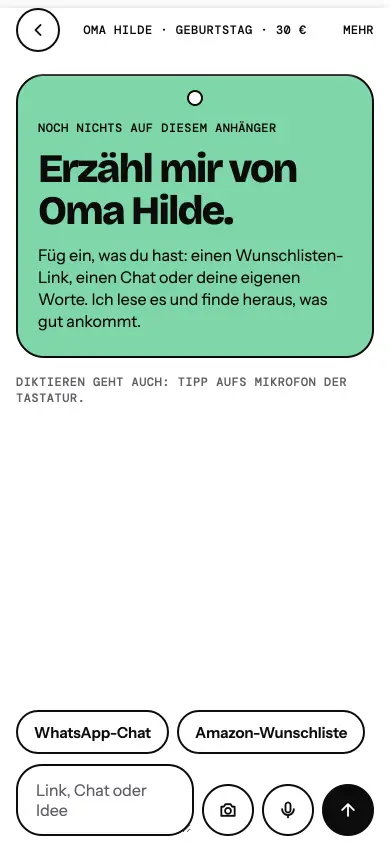 OMA HILDE · GEBURTSTAG · 30 €
MEHR
NOCH NICHTS AUF DIESEM ANHÄNGER
Erzähl mir von
Oma Hilde.
Füg ein, was du hast: einen Wunschlisten-
Link, einen Chat oder deine eigenen
Worte. Ich lese es und finde heraus, was
gut ankommt.
DIKTIEREN GEHT AUCH: TIPP AUFS MIKROFON DER
TASTATUR.
WhatsApp-Chat
Amazon-Wunschliste
Link, Chat oder
Idee